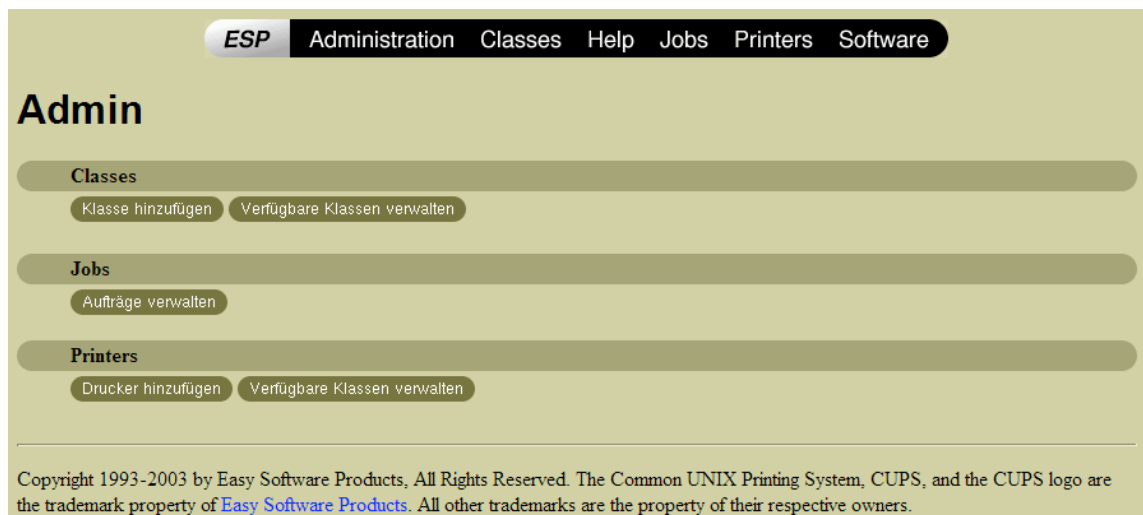 ESP Administration Classes Help Jobs Printers Software
Admin
Classes
Klasse hinzufügen Verfügbare Klassen verwalten
Jobs
Aufträge verwalten
Printers
Drucker hinzufügen Verfügbare Klassen verwalten
Copyright 1993-2003 by Easy Software Products, All Rights Reserved. The Common UNIX Printing System, CUPS, and the CUPS logo are
the trademark property of Easy Software Products. All other trademarks are the property of their respective owners.